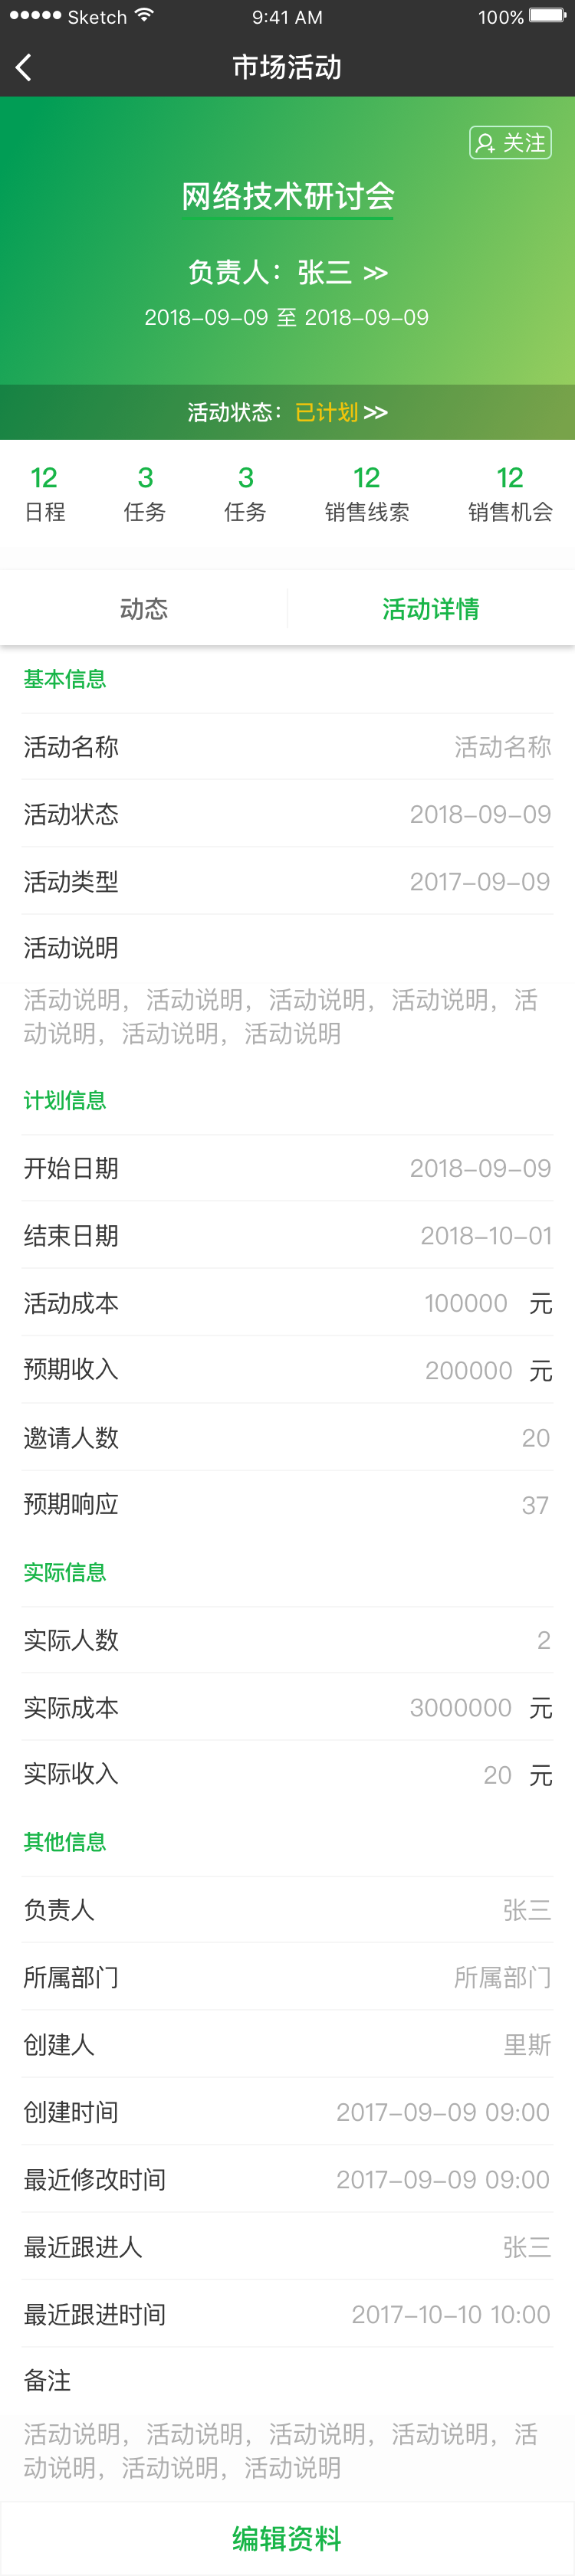 Sketch 9:41 AM 100%
市场活动
关注
网络技术研讨会
负责人：张三 >>
2018-09-09 至 2018-09-09
活动状态：已计划 >>
12 3 3 12 12
日程 任务 任务 销售线索 销售机会
动态 活动详情
基本信息
活动名称 活动名称
活动状态 2018-09-09
活动类型 2017-09-09
活动说明
活动说明，活动说明，活动说明，活动说明，活
动说明，活动说明，活动说明
计划信息
开始日期 2018-09-09
结束日期 2018-10-01
活动成本 100000 元
预期收入 200000 元
邀请人数 20
预期响应 37
实际信息
实际人数 2
实际成本 3000000 元
实际收入 20 元
其他信息
负责人 张三
所属部门 所属部门
创建人 里斯
创建时间 2017-09-09 09:00
最近修改时间 2017-09-09 09:00
最近跟进人 张三
最近跟进时间 2017-10-10 10:00
备注
活动说明，活动说明，活动说明，活动说明，活
动说明，活动说明，活动说明
编辑资料